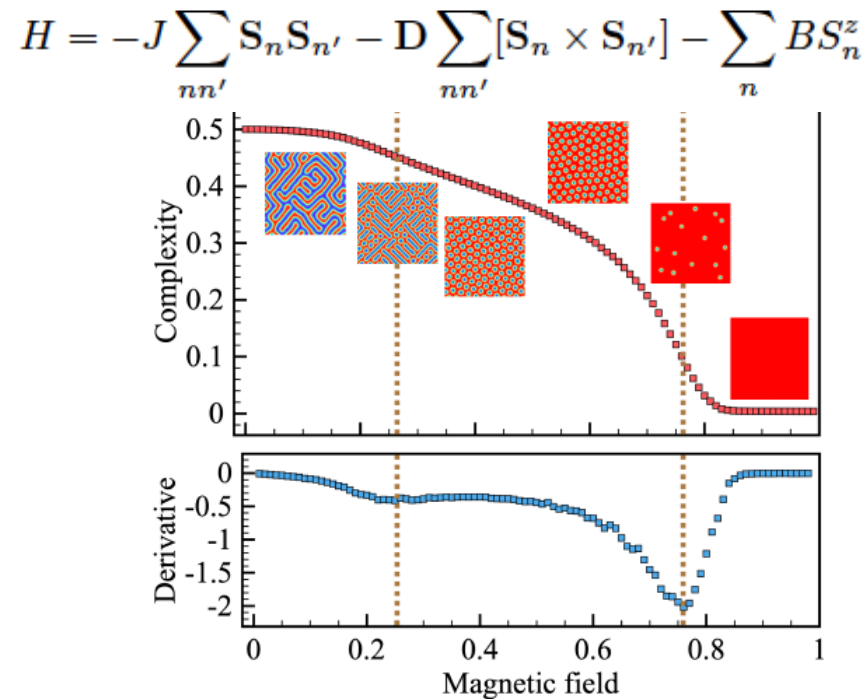 H = −J ∑ S_n S_n′ − D ∑ [S_n × S_n′] − ∑ B S_n^z
nn′ nn′ n
Complexity
0.5
0.4
0.3
0.2
0.1
0
Derivative
0
-0.5
-1
-1.5
-2
0 0.2 0.4 0.6 0.8 1
Magnetic field